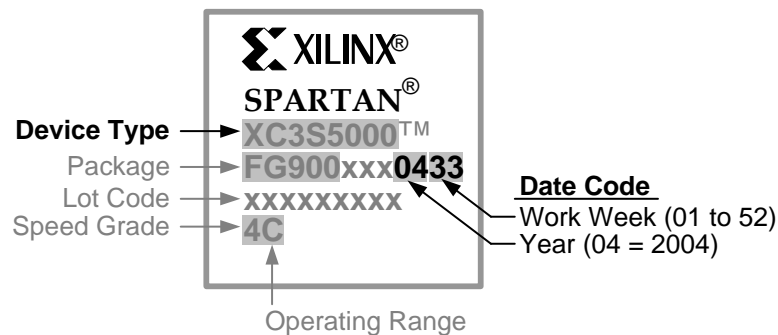 XILINX®
SPARTAN®
Device Type
XC3S5000™
Package
FG900xxx0433
Lot Code
xxxxxxxxx
Speed Grade
4C
Date Code
Work Week (01 to 52)
Year (04 = 2004)
Operating Range